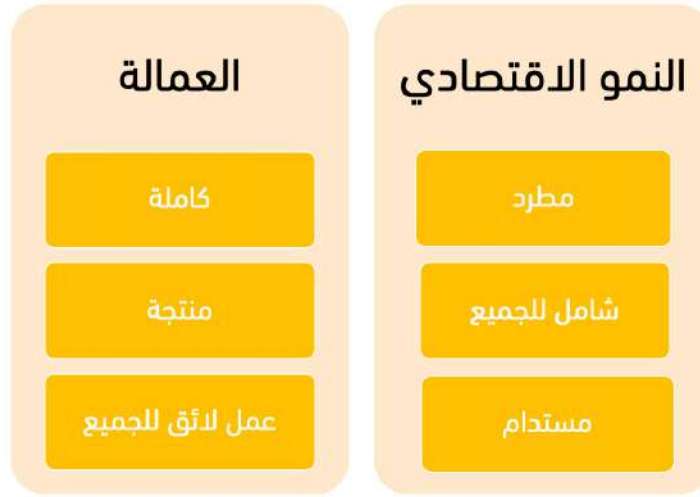 النمو الاقتصادي
مطرد
شامل للجميع
مستدام
العمالة
كاملة
منتجة
عمل لائق للجميع